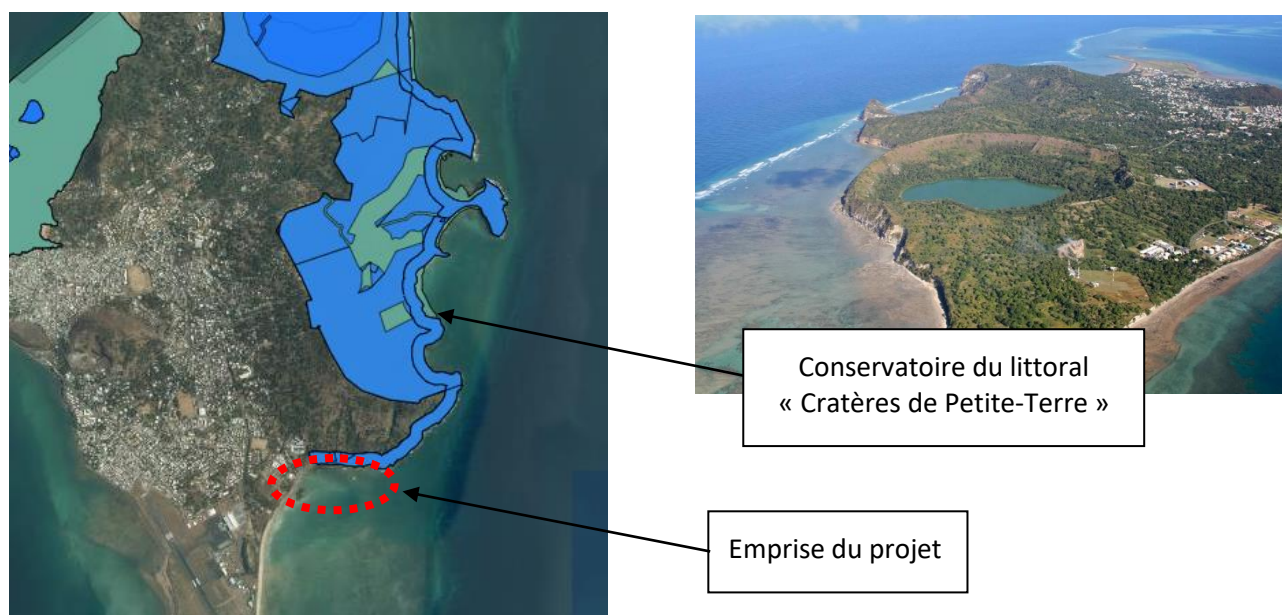 Conservatoire du littoral
« Cratères de Petite-Terre »
Emprise du projet